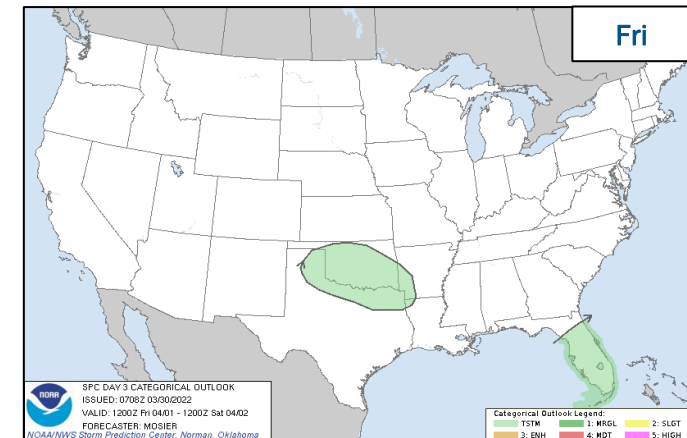 Fri
SPC DAY 3 CATEGORICAL OUTLOOK
ISSUED: 0708Z 03/30/2022
VALID: 1200Z Fri 04/01 - 1200Z Sat 04/02
FORECASTER: MOSIER
NOAA/NWS Storm Prediction Center, Norman, Oklahoma
NOAA
Categorical Outlook Legend:
TSTM 1: MRGL 2: SLGT
3: ENH 4: MDT 5: HIGH